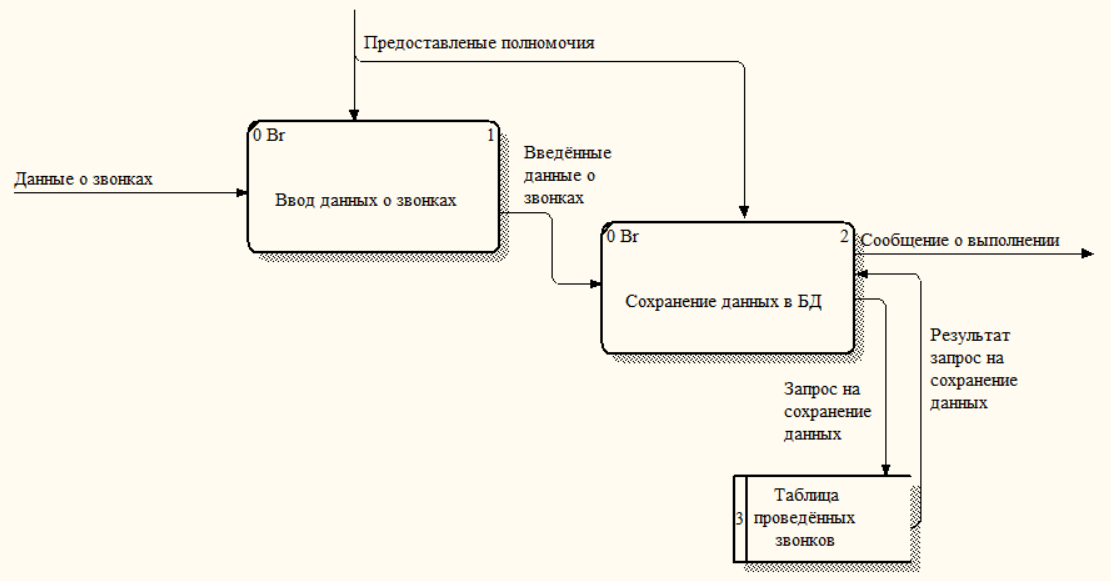 Предоставленые полномочия
0 Br 1
Данные о звонках
Ввод данных о звонках
Введённые
данные о
звонках
0 Br 2
Сообщение о выполнении
Сохранение данных в БД
Результат
запрос на
сохранение
данных
Запрос на
сохранение
данных
3
Таблица
проведённых
звонков